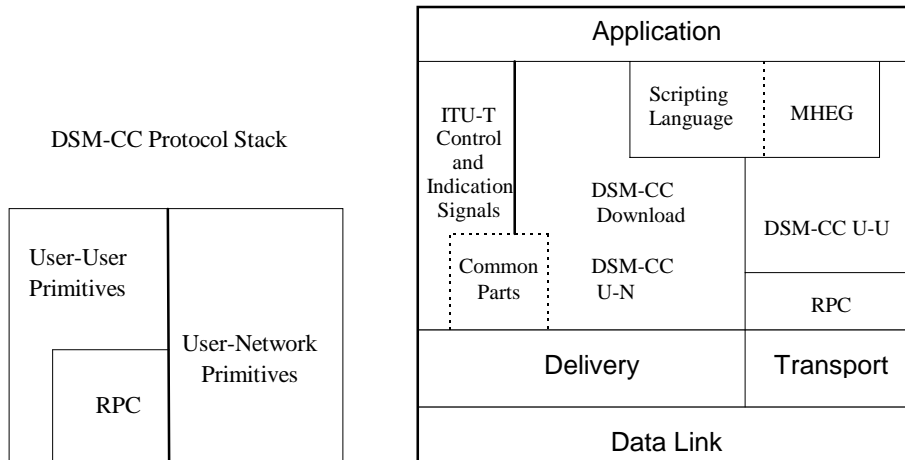 DSM-CC Protocol Stack
User-User
Primitives
RPC
User-Network
Primitives
Application
ITU-T
Control
and
Indication
Signals
Common
Parts
DSM-CC
Download
DSM-CC
U-N
Scripting
Language
MHEG
DSM-CC U-U
RPC
Delivery
Transport
Data Link